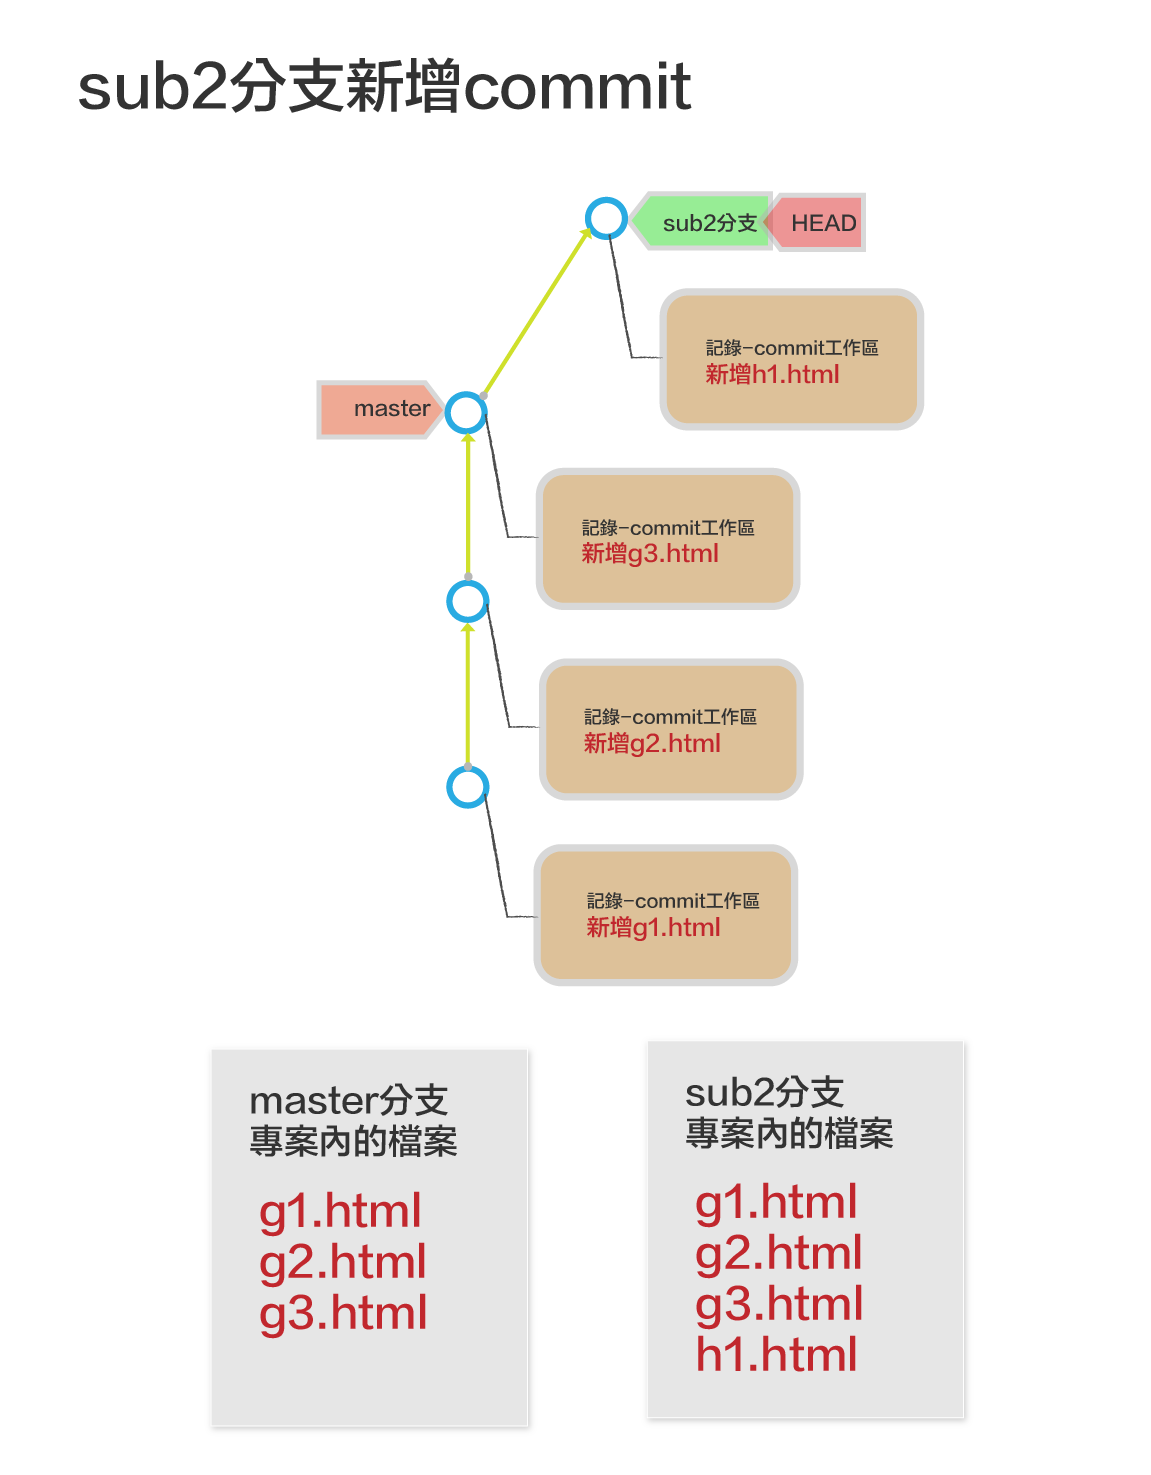 sub2分支新增commit
sub2分支
HEAD
記錄-commit工作區
新增h1.html
master
記錄-commit工作區
新增g3.html
記錄-commit工作區
新增g2.html
記錄-commit工作區
新增g1.html
master分支
專案內的檔案
g1.html
g2.html
g3.html
sub2分支
專案內的檔案
g1.html
g2.html
g3.html
h1.html